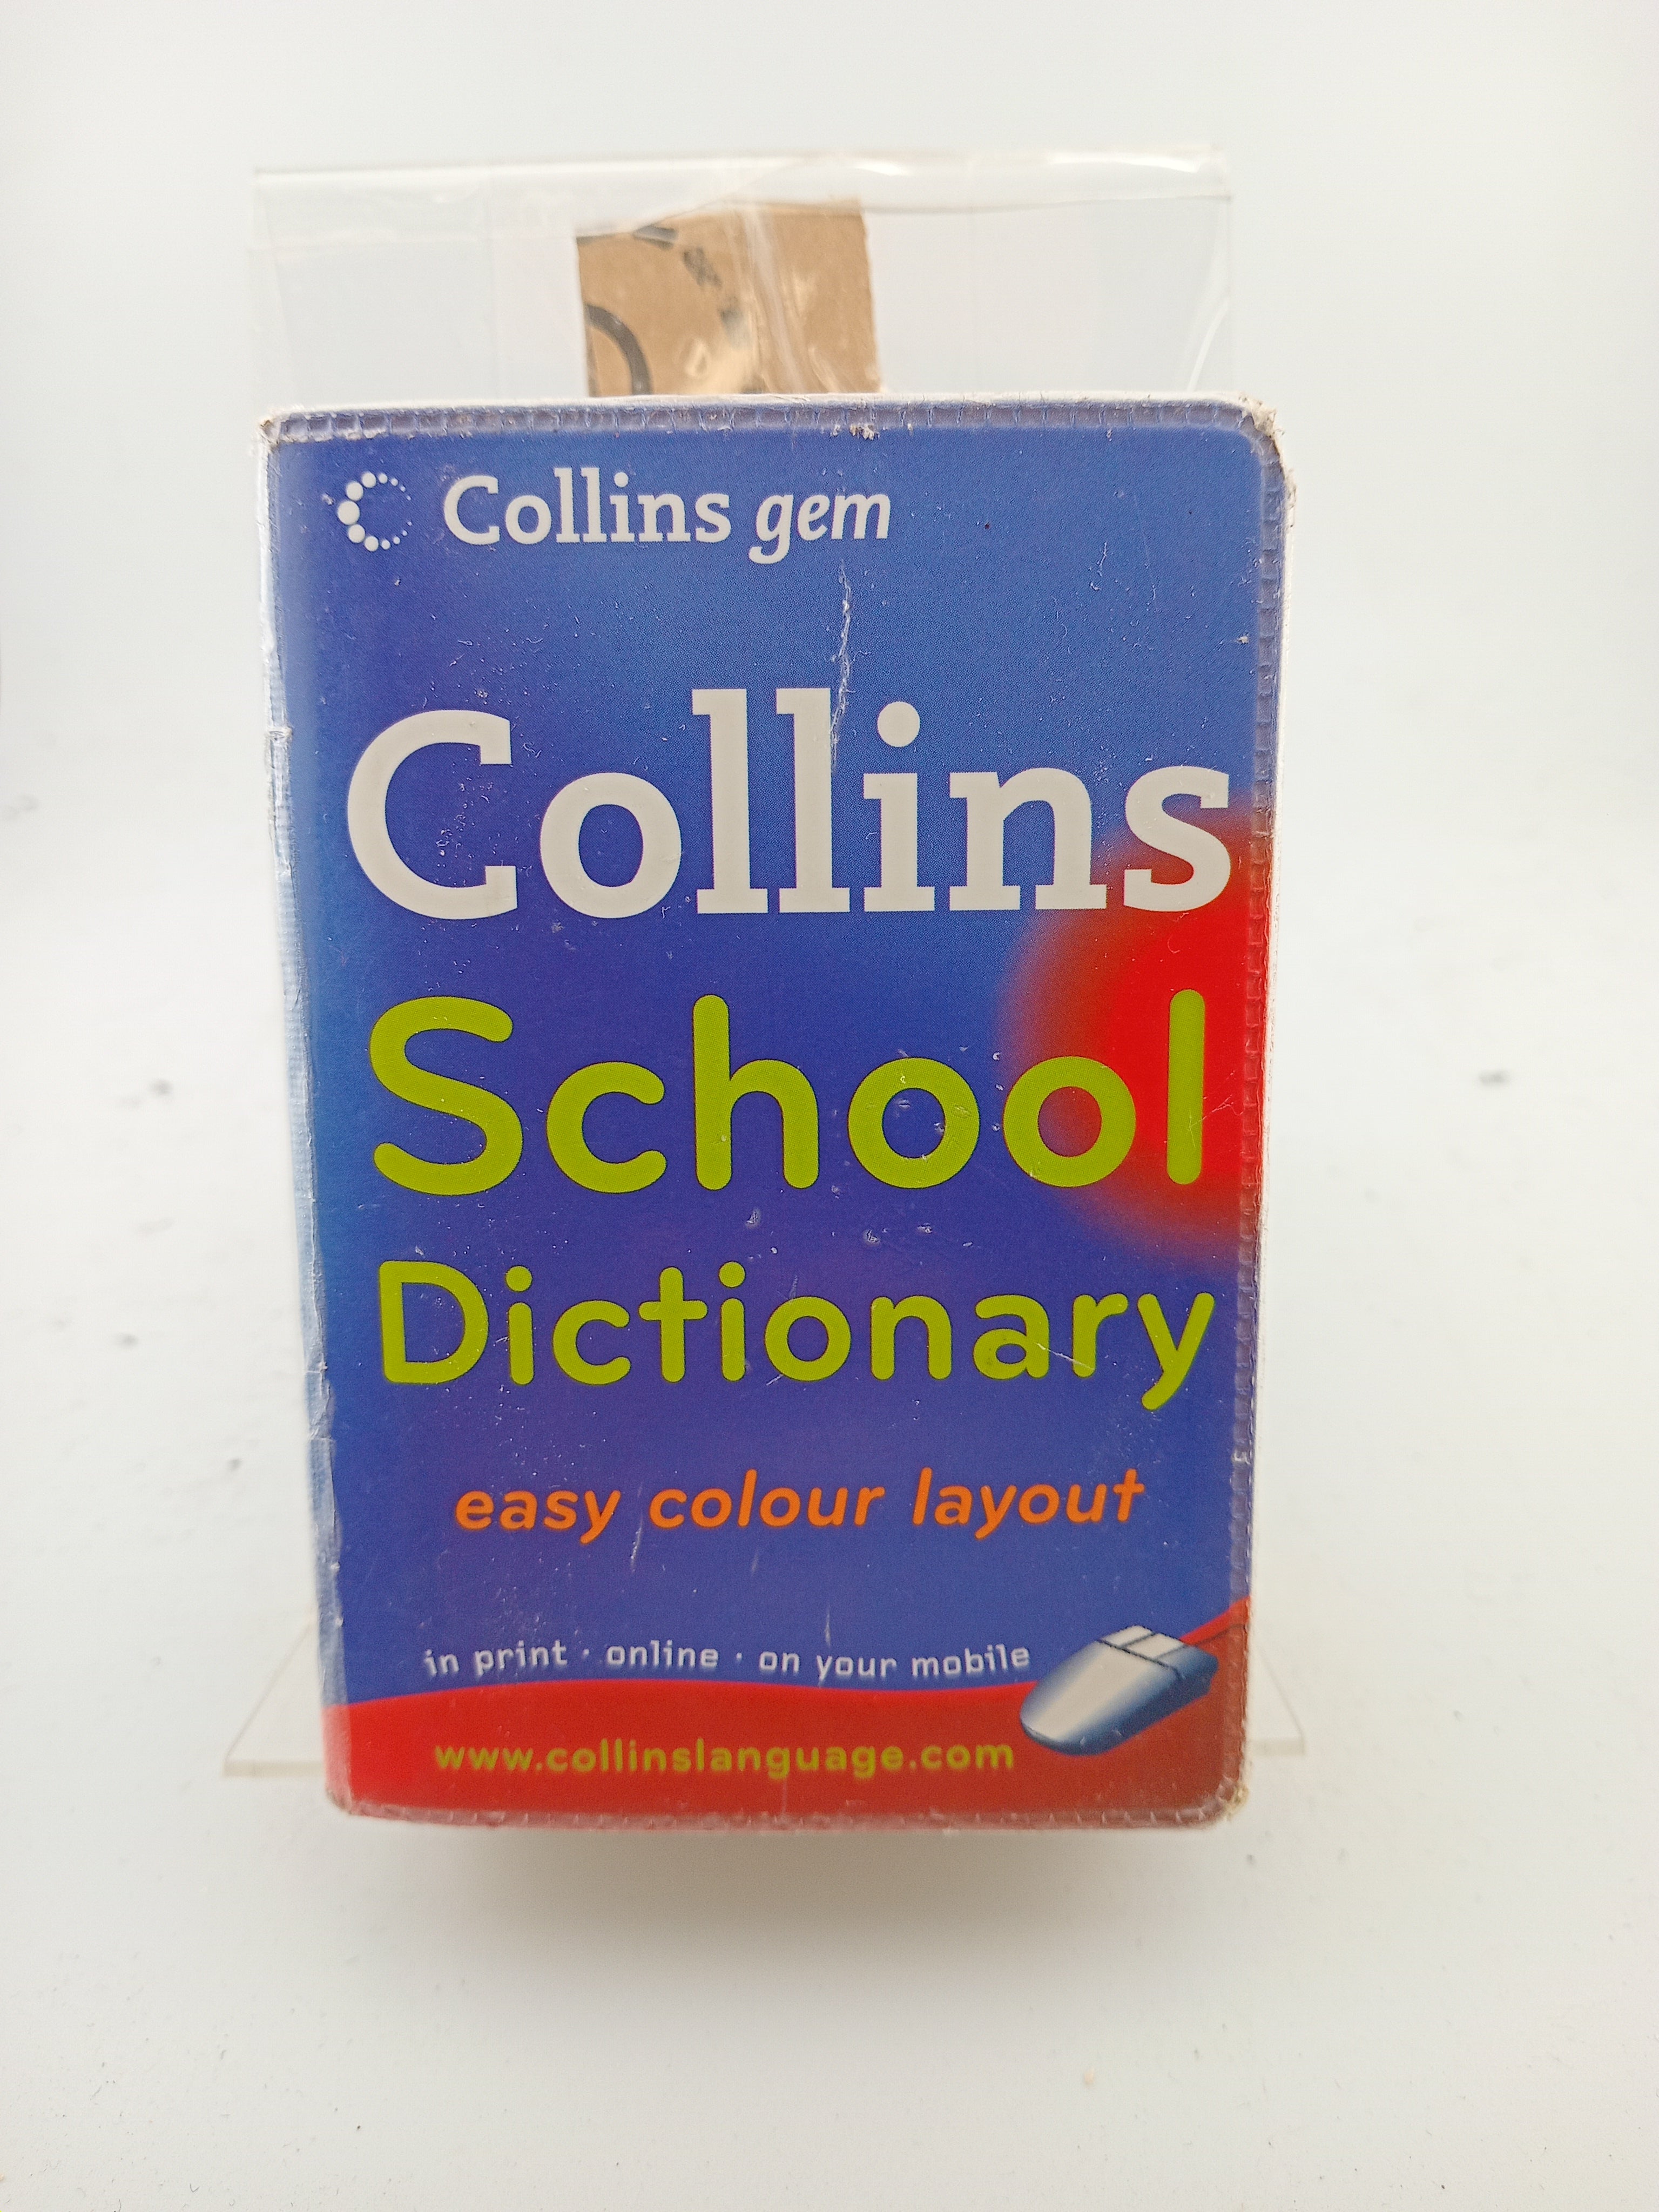 Collins gem
Collins
School
Dictionary
easy colour layout
in print · online · on your mobile
www.collinslanguage.com